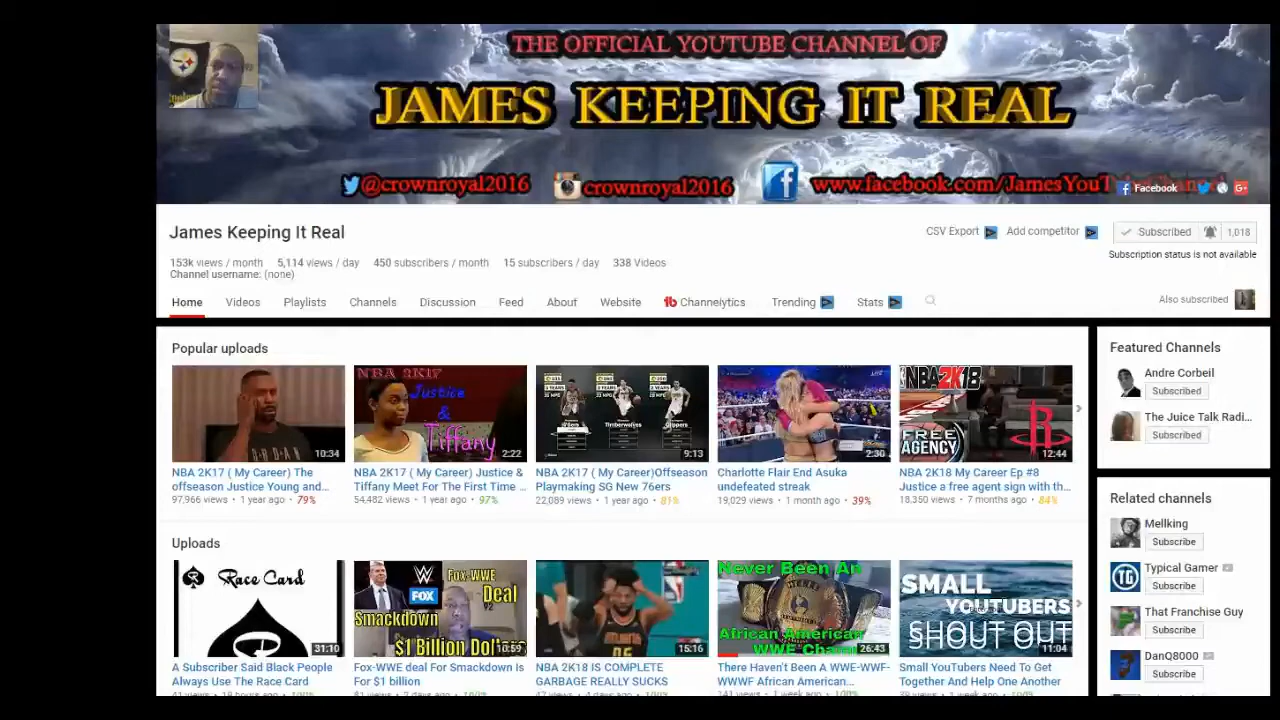 THE OFFICIAL YOUTUBE CHANNEL OF
JAMES KEEPING IT REAL
@crownroyal2016
crownroyal2016
Facebook
James Keeping It Real
CSV Export
Add competitor
Subscribed
1,018
153k views / month 5,114 views / day 450 subscribers / month 15 subscribers / day 338 Videos
Subscription status is not available
Channel username: (none)
Home Videos Playlists Channels Discussion Feed About Website Channelytics Trending Stats
Also subscribed
Popular uploads
10:34
NBA 2K17
Justice
&
Tiffany
2:22
Timberwolves
9:13
2:30
NBA2K18
FREE
AGENCY
12:44
NBA 2K17 ( My Career) The
offseason Justice Young and...
97,966 views • 1 year ago • 79%
NBA 2K17 ( My Career) Justice &
Tiffany Meet For The First Time ...
54,482 views • 1 year ago • 97%
NBA 2K17 ( My Career)Offseason
Playmaking SG New 76ers
22,089 views • 1 year ago • 81%
Charlotte Flair End Asuka
undefeated streak
19,029 views • 1 month ago • 39%
NBA 2K18 My Career Ep #8
Justice a free agent sign with th...
18,350 views • 7 months ago • 84%
Uploads
Race Card
31:10
FOX
Fox-WWE
Deal
Smackdown
$1 Billion Dollars
10:59
15:16
Never Been An
African American
WWE Champ
26:43
SMALL
YOUTUBERS
SHOUT OUT
11:04
A Subscriber Said Black People
Always Use The Race Card
41 views • 19 hours ago • 100%
Fox-WWE deal For Smackdown Is
For $1 billion
NBA 2K18 IS COMPLETE
GARBAGE REALLY SUCKS
There Haven't Been A WWE-WWF-
WWWF African American...
Small YouTubers Need To Get
Together And Help One Another
Featured Channels
Andre Corbeil
Subscribed
The Juice Talk Radi...
Subscribed
Related channels
Mellking
Subscribe
TG
Typical Gamer
Subscribe
That Franchise Guy
Subscribe
DanQ8000
Subscribe